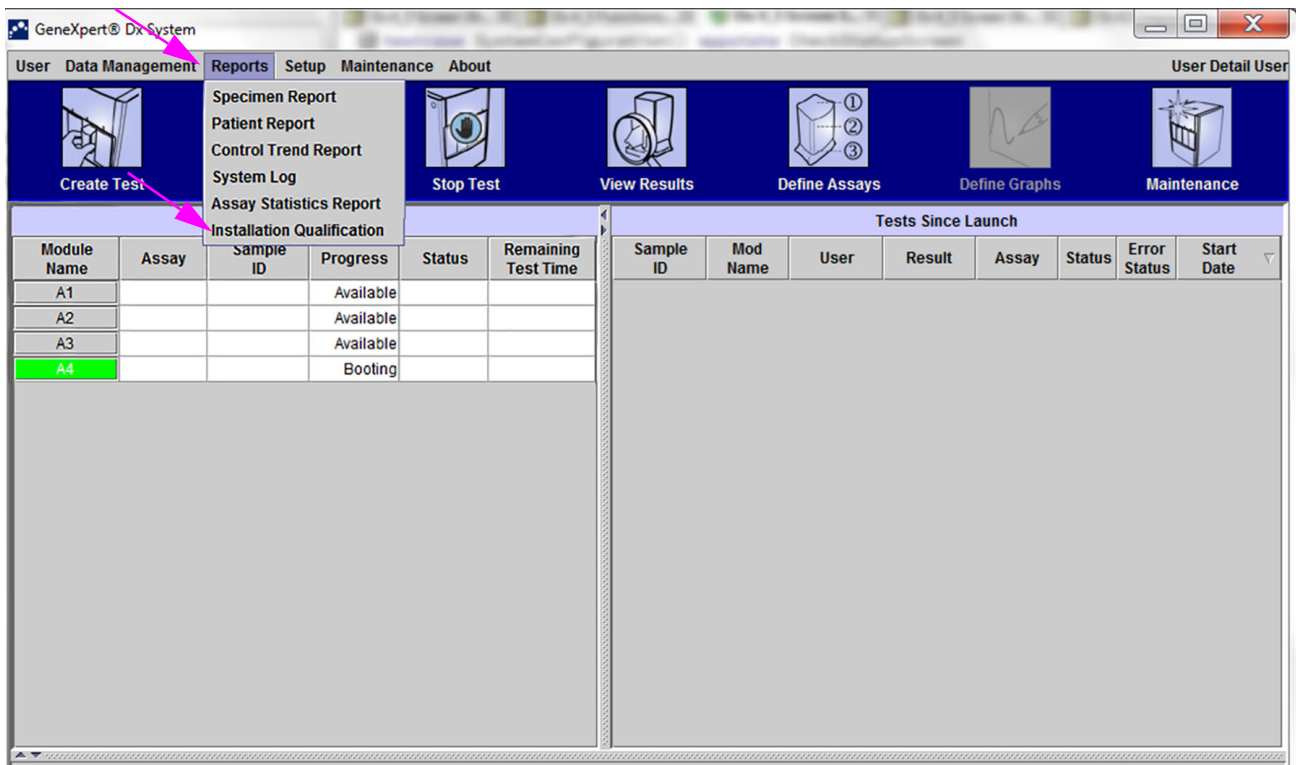 GeneXpert® Dx System
User Data Management Reports Setup Maintenance About User Detail User
Specimen Report
Patient Report
Control Trend Report
System Log
Assay Statistics Report
Installation Qualification
Create Test Stop Test View Results Define Assays Define Graphs Maintenance
①
②
③
Tests Since Launch
Module Name Assay Sample ID Progress Status Remaining Test Time
Sample ID Mod Name User Result Assay Status Error Status Start Date
A1 Available
A2 Available
A3 Available
A4 Booting